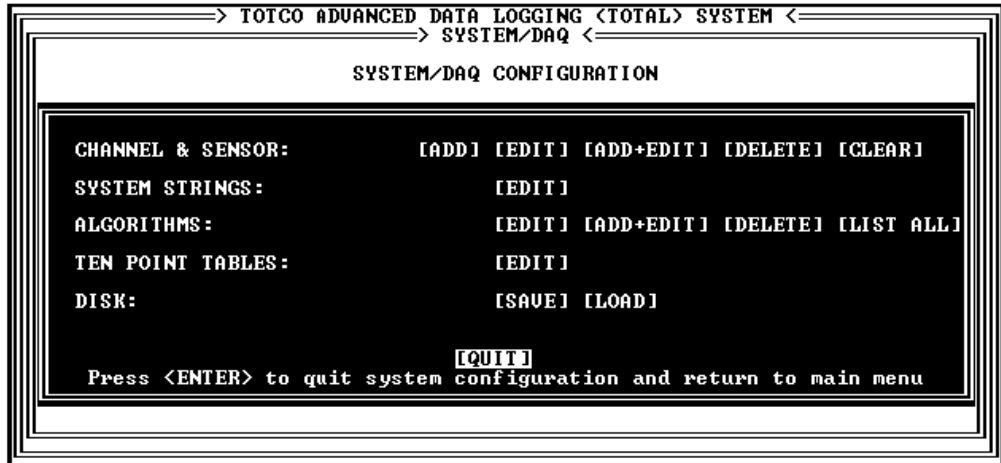 => TOTCO ADVANCED DATA LOGGING <TOTAL> SYSTEM <=
=> SYSTEM/DAQ <=
SYSTEM/DAQ CONFIGURATION
CHANNEL & SENSOR: [ADD] [EDIT] [ADD+EDIT] [DELETE] [CLEAR]
SYSTEM STRINGS: [EDIT]
ALGORITHMS: [EDIT] [ADD+EDIT] [DELETE] [LIST ALL]
TEN POINT TABLES: [EDIT]
DISK: [SAVE] [LOAD]
[QUIT]
Press <ENTER> to quit system configuration and return to main menu